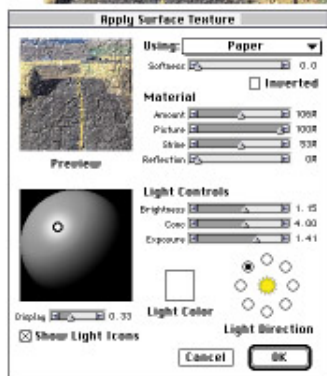 Apply Surface Texture
Using: Paper
Softness 0.0
Inverted
Material
Amount 106%
Picture 100%
Shine 53%
Reflection 0%
Preview
Light Controls
Brightness 1.15
Conc 4.00
Exposure 1.41
Display 0.33
Light Color
Show Light Icons
Light Direction
Cancel OK